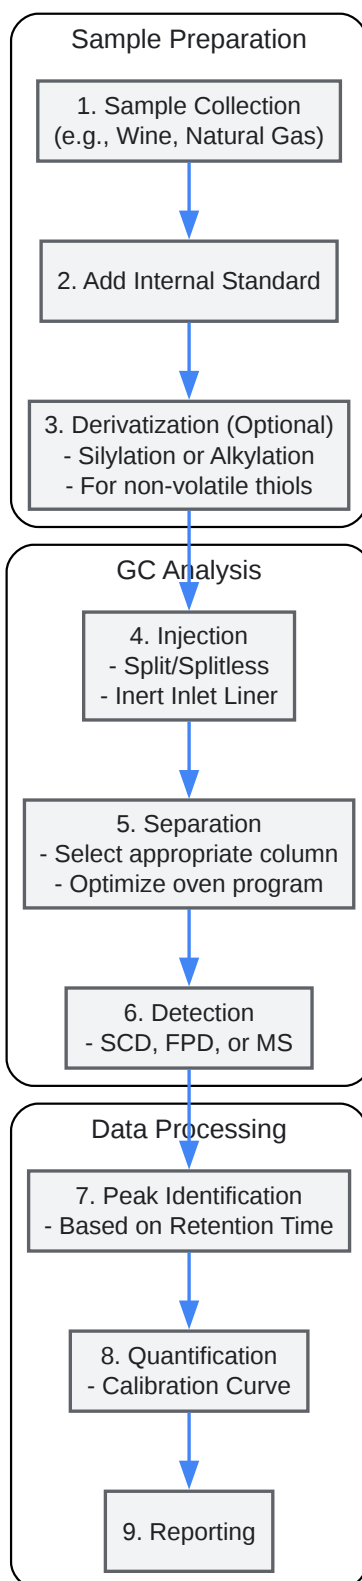 Sample Preparation
1. Sample Collection
(e.g., Wine, Natural Gas)
2. Add Internal Standard
3. Derivatization (Optional)
- Silylation or Alkylation
- For non-volatile thiols
GC Analysis
4. Injection
- Split/Splitless
- Inert Inlet Liner
5. Separation
- Select appropriate column
- Optimize oven program
6. Detection
- SCD, FPD, or MS
Data Processing
7. Peak Identification
- Based on Retention Time
8. Quantification
- Calibration Curve
9. Reporting